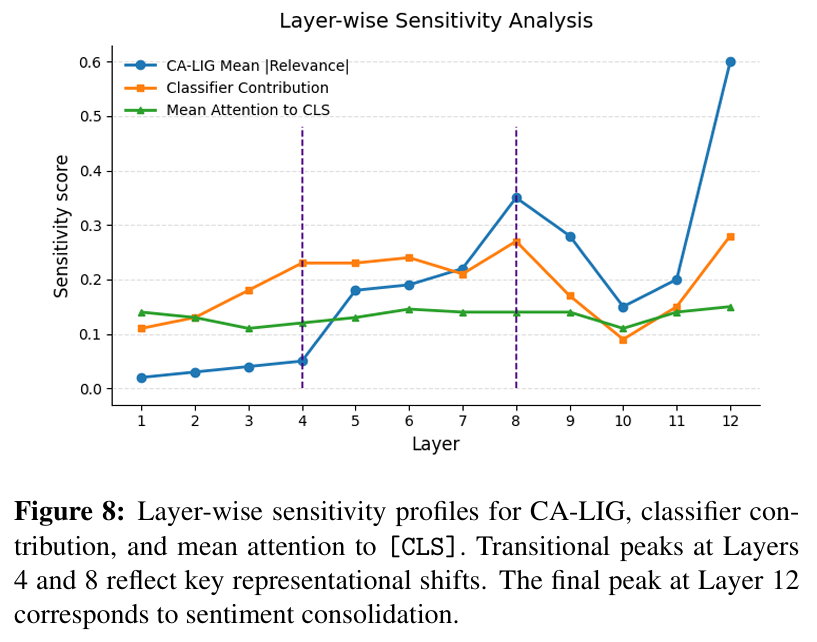 Layer-wise Sensitivity Analysis
CA-LIG Mean |Relevance|
Classifier Contribution
Mean Attention to CLS
Sensitivity score
0.6
0.5
0.4
0.3
0.2
0.1
0.0
1 2 3 4 5 6 7 8 9 10 11 12
Layer
Figure 8: Layer-wise sensitivity profiles for CA-LIG, classifier con-
tribution, and mean attention to [CLS]. Transitional peaks at Layers
4 and 8 reflect key representational shifts. The final peak at Layer 12
corresponds to sentiment consolidation.